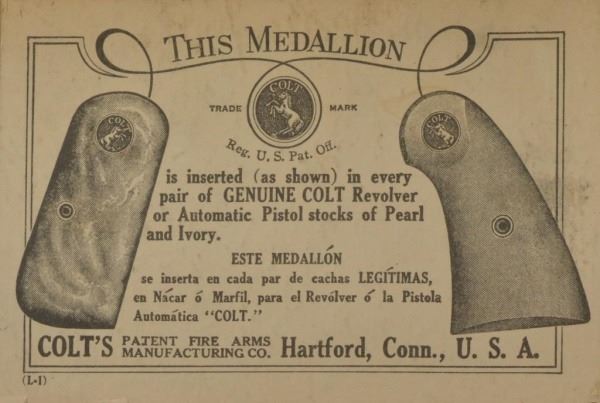 THIS MEDALLION
COLT
TRADE MARK
Reg. U. S. Pat. Off.
COLT
COLT
is inserted (as shown) in every
pair of GENUINE COLT Revolver
or Automatic Pistol stocks of Pearl
and Ivory.
ESTE MEDALLÓN
se inserta en cada par de cachas LEGÍTIMAS,
en Nácar ó Marfil, para el Revólver ó la Pistola
Automática "COLT."
COLT'S PATENT FIRE ARMS
MANUFACTURING CO. Hartford, Conn., U. S. A.
(L-1)